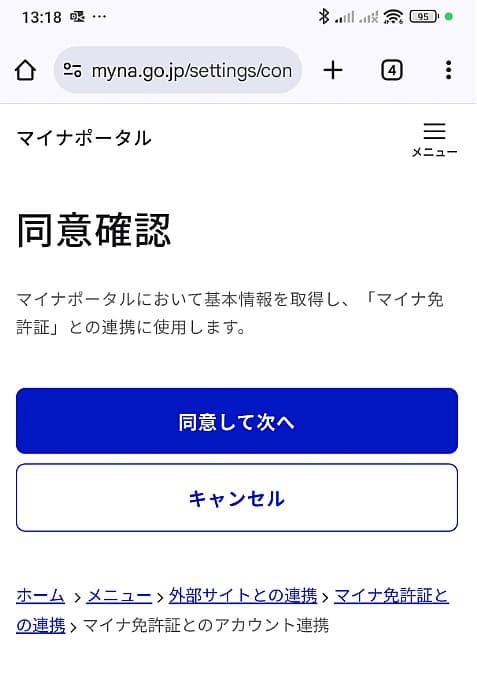 13:18 ...
95
myna.go.jp/settings/con
4
マイナポータル
メニュー
同意確認
マイナポータルにおいて基本情報を取得し、「マイナ免
許証」との連携に使用します。
同意して次へ
キャンセル
ホーム > メニュー > 外部サイトとの連携 > マイナ免許証と
の連携 > マイナ免許証とのアカウント連携